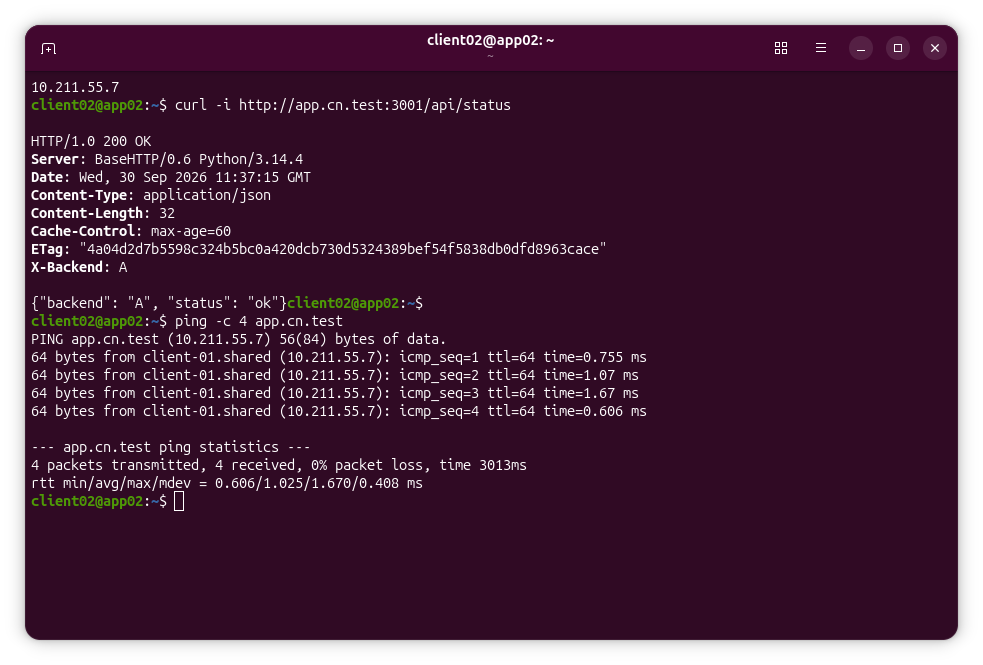 client02@app02: ~
~
10.211.55.7
client02@app02:~$ curl -i http://app.cn.test:3001/api/status
HTTP/1.0 200 OK
Server: BaseHTTP/0.6 Python/3.14.4
Date: Wed, 30 Sep 2026 11:37:15 GMT
Content-Type: application/json
Content-Length: 32
Cache-Control: max-age=60
ETag: "4a04d2d7b5598c324b5bc0a420dcb730d5324389bef54f5838db0dfd8963cace"
X-Backend: A
{"backend": "A", "status": "ok"}client02@app02:~$
client02@app02:~$ ping -c 4 app.cn.test
PING app.cn.test (10.211.55.7) 56(84) bytes of data.
64 bytes from client-01.shared (10.211.55.7): icmp_seq=1 ttl=64 time=0.755 ms
64 bytes from client-01.shared (10.211.55.7): icmp_seq=2 ttl=64 time=1.07 ms
64 bytes from client-01.shared (10.211.55.7): icmp_seq=3 ttl=64 time=1.67 ms
64 bytes from client-01.shared (10.211.55.7): icmp_seq=4 ttl=64 time=0.606 ms
--- app.cn.test ping statistics ---
4 packets transmitted, 4 received, 0% packet loss, time 3013ms
rtt min/avg/max/mdev = 0.606/1.025/1.670/0.408 ms
client02@app02:~$